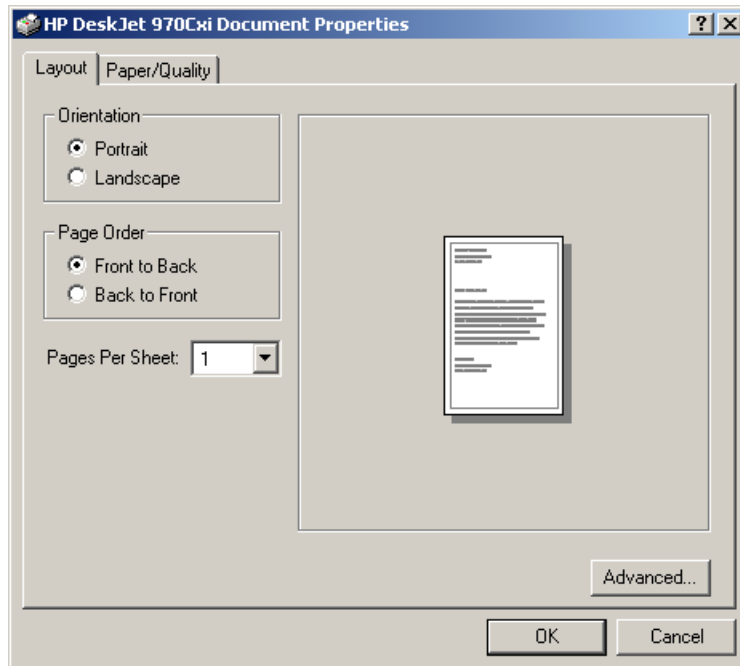 HP DeskJet 970Cxi Document Properties
Layout
Paper/Quality
Orientation
Portrait
Landscape
Page Order
Front to Back
Back to Front
Pages Per Sheet: 1
Advanced...
OK
Cancel